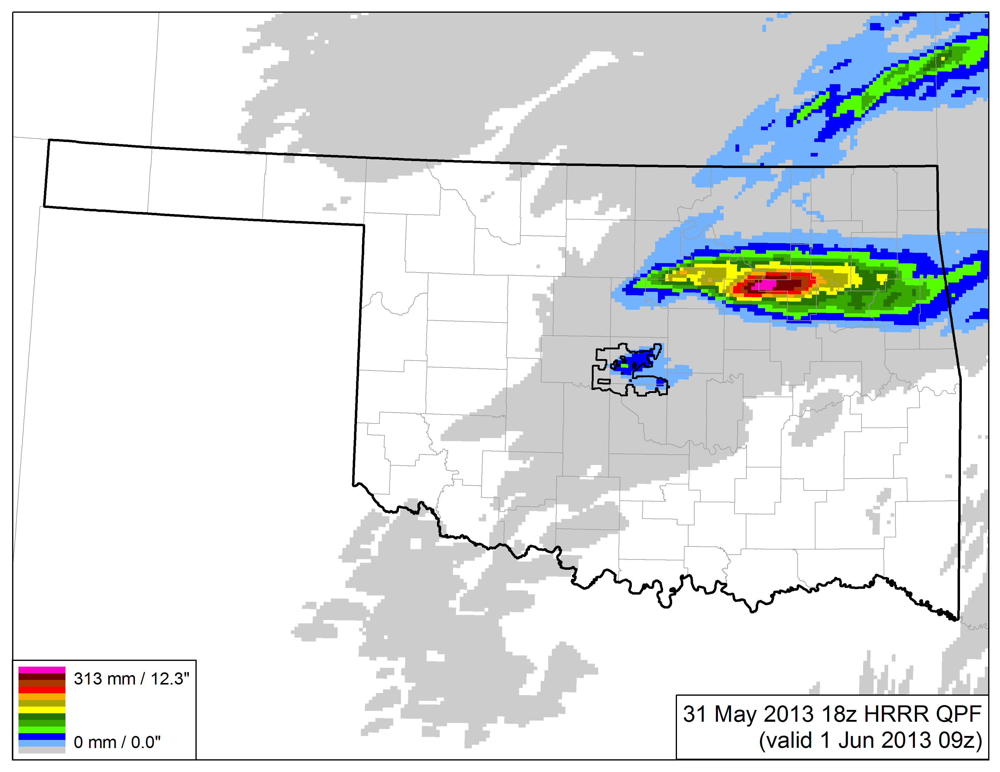 313 mm / 12.3"
0 mm / 0.0"
31 May 2013 18z HRRR QPF
(valid 1 Jun 2013 09z)